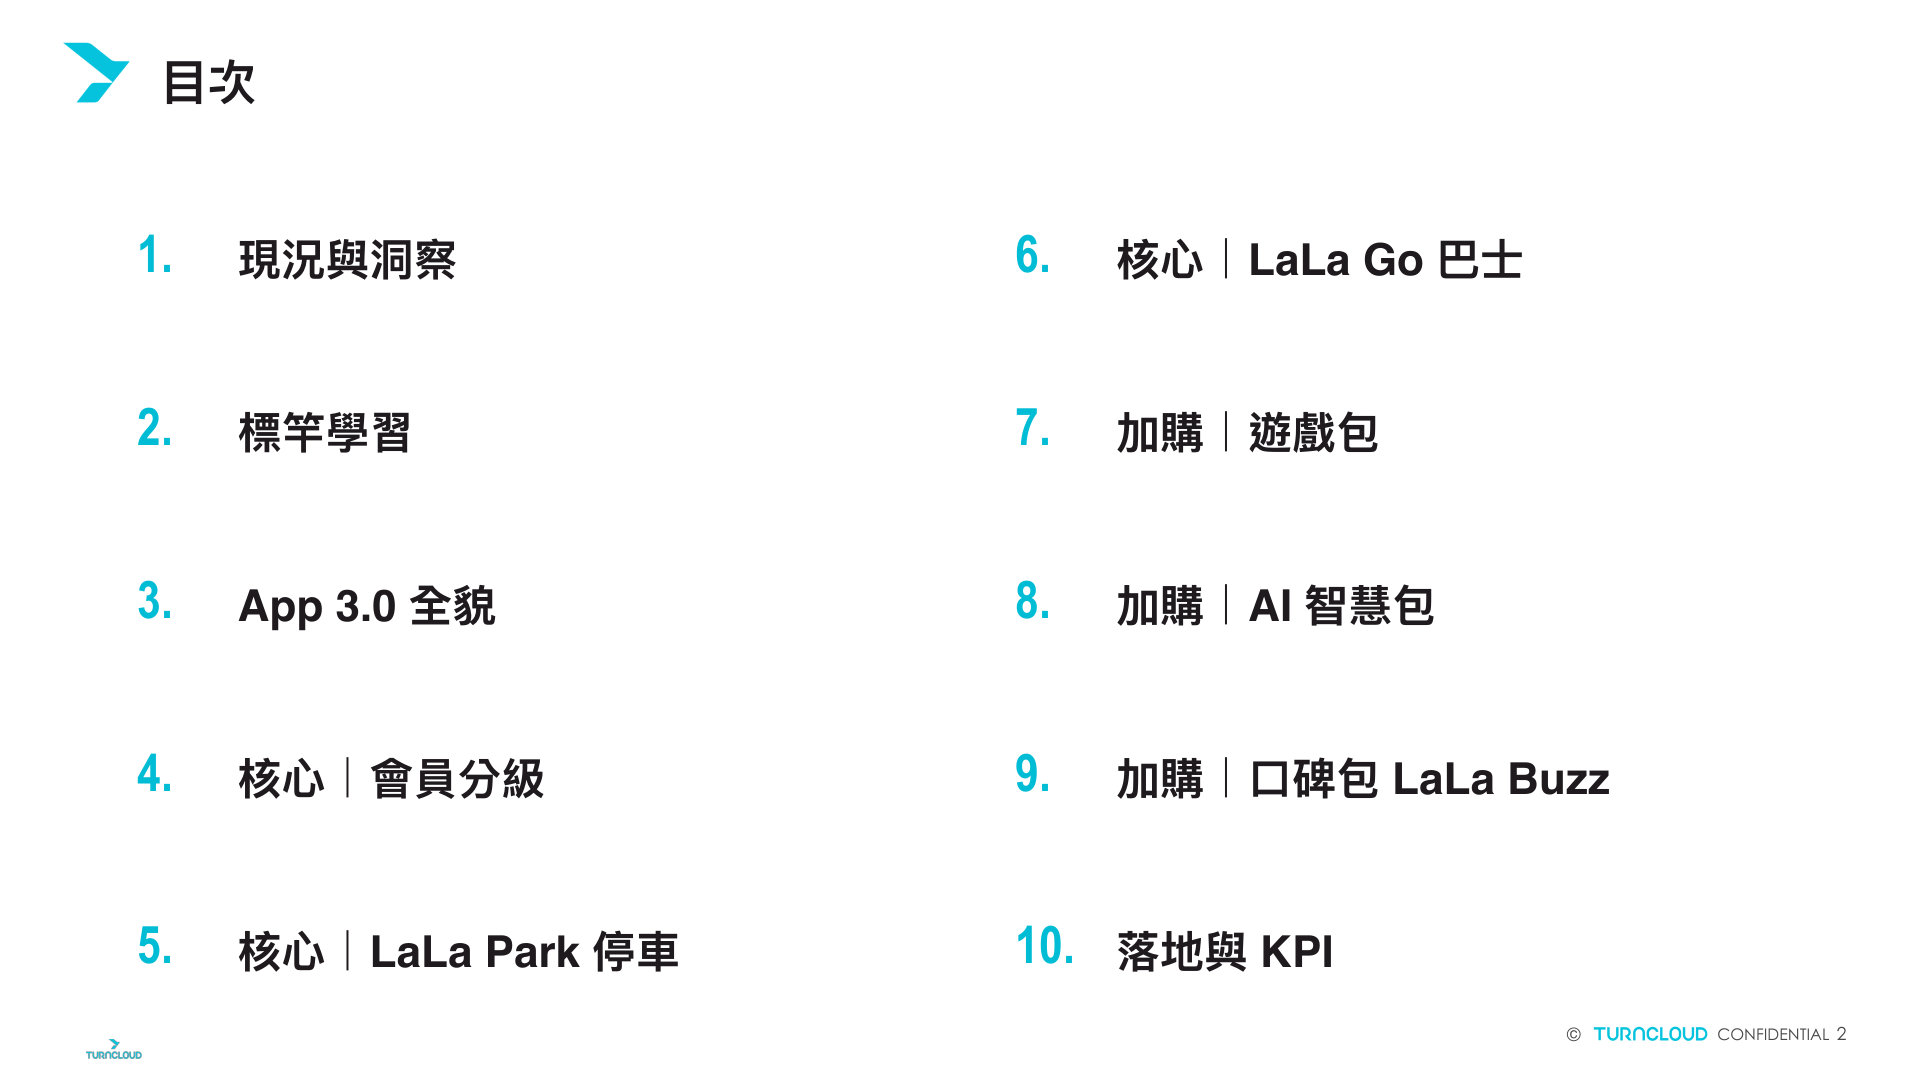 目次
1. 現況與洞察
2. 標竿學習
3. App 3.0 全貌
4. 核心｜會員分級
5. 核心｜LaLa Park 停車
6. 核心｜LaLa Go 巴士
7. 加購｜遊戲包
8. 加購｜AI 智慧包
9. 加購｜口碑包 LaLa Buzz
10. 落地與 KPI
TURNCLOUD
© TURNCLOUD CONFIDENTIAL 2